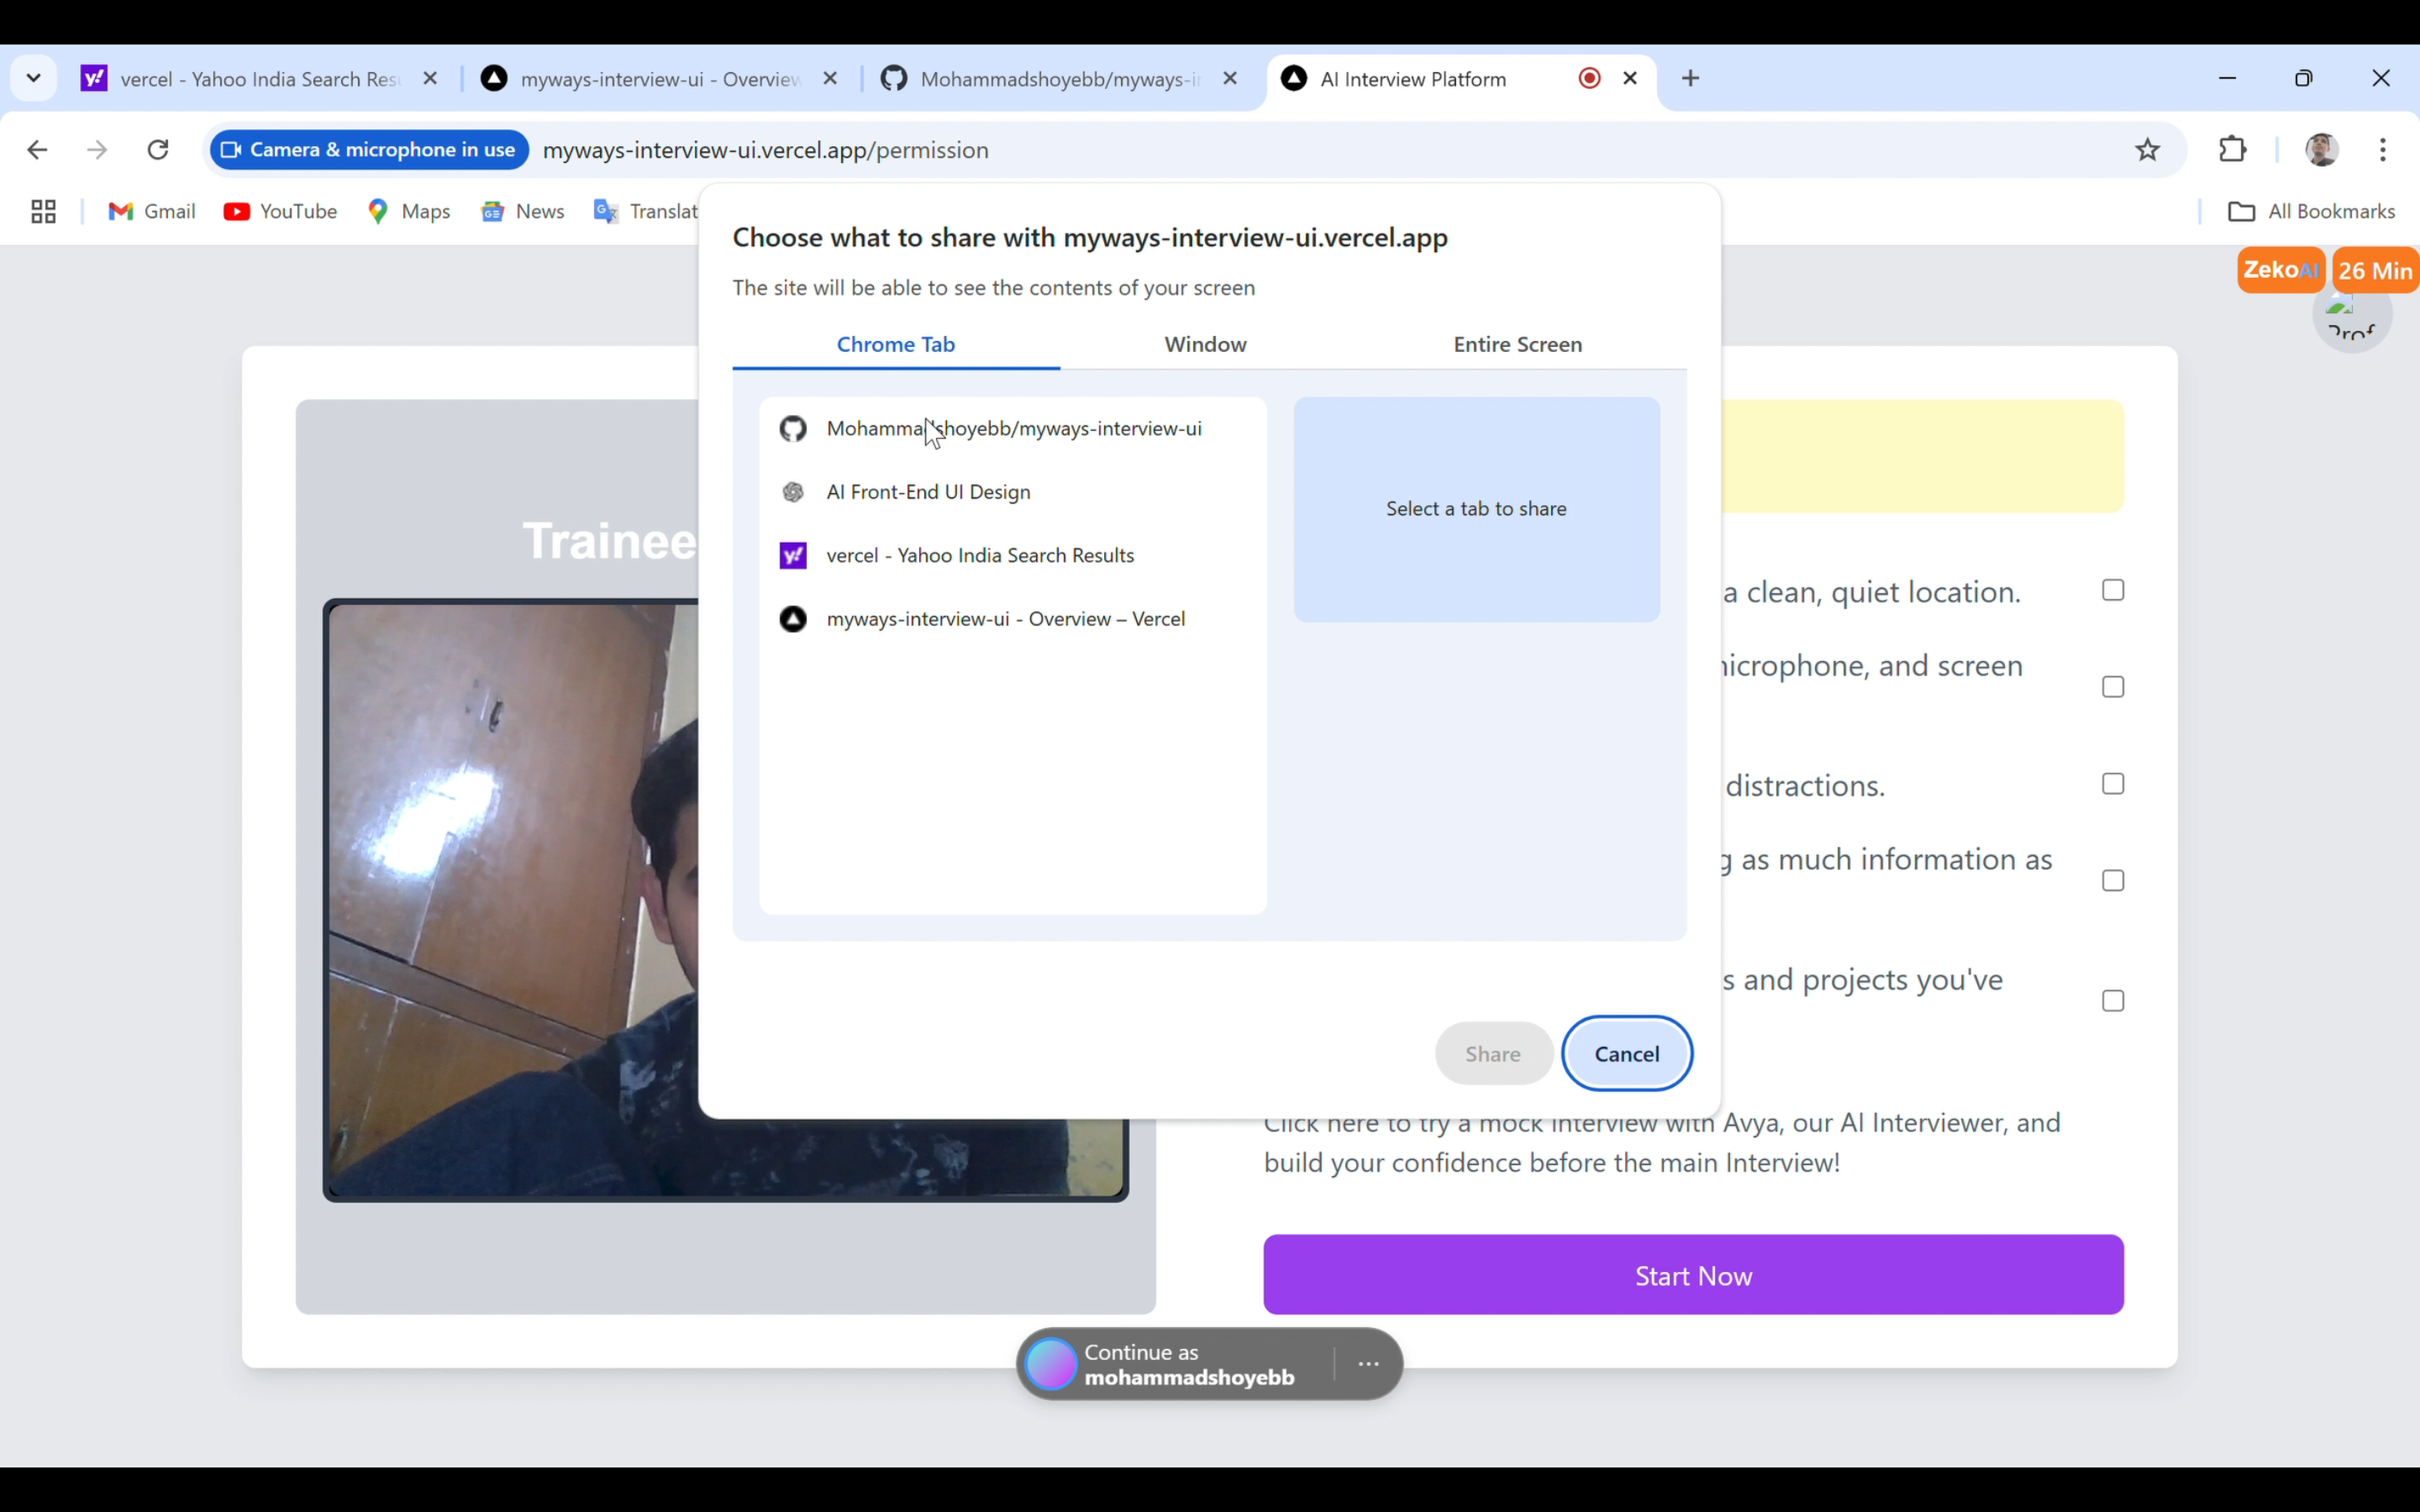 vercel - Yahoo India Search Res
myways-interview-ui - Overview
Mohammadshoyebb/myways-i
AI Interview Platform
Camera & microphone in use
myways-interview-ui.vercel.app/permission
Gmail
YouTube
Maps
News
Translat
All Bookmarks
Choose what to share with myways-interview-ui.vercel.app
The site will be able to see the contents of your screen
Chrome Tab
Window
Entire Screen
Mohammadshoyebb/myways-interview-ui
AI Front-End UI Design
vercel - Yahoo India Search Results
myways-interview-ui - Overview – Vercel
Select a tab to share
Share
Cancel
ZekoAI
26 Min
Prof
Trainee
a clean, quiet location.
icrophone, and screen
distractions.
g as much information as
s and projects you've
Click here to try a mock interview with Avya, our AI Interviewer, and
build your confidence before the main Interview!
Start Now
Continue as
mohammadshoyebb